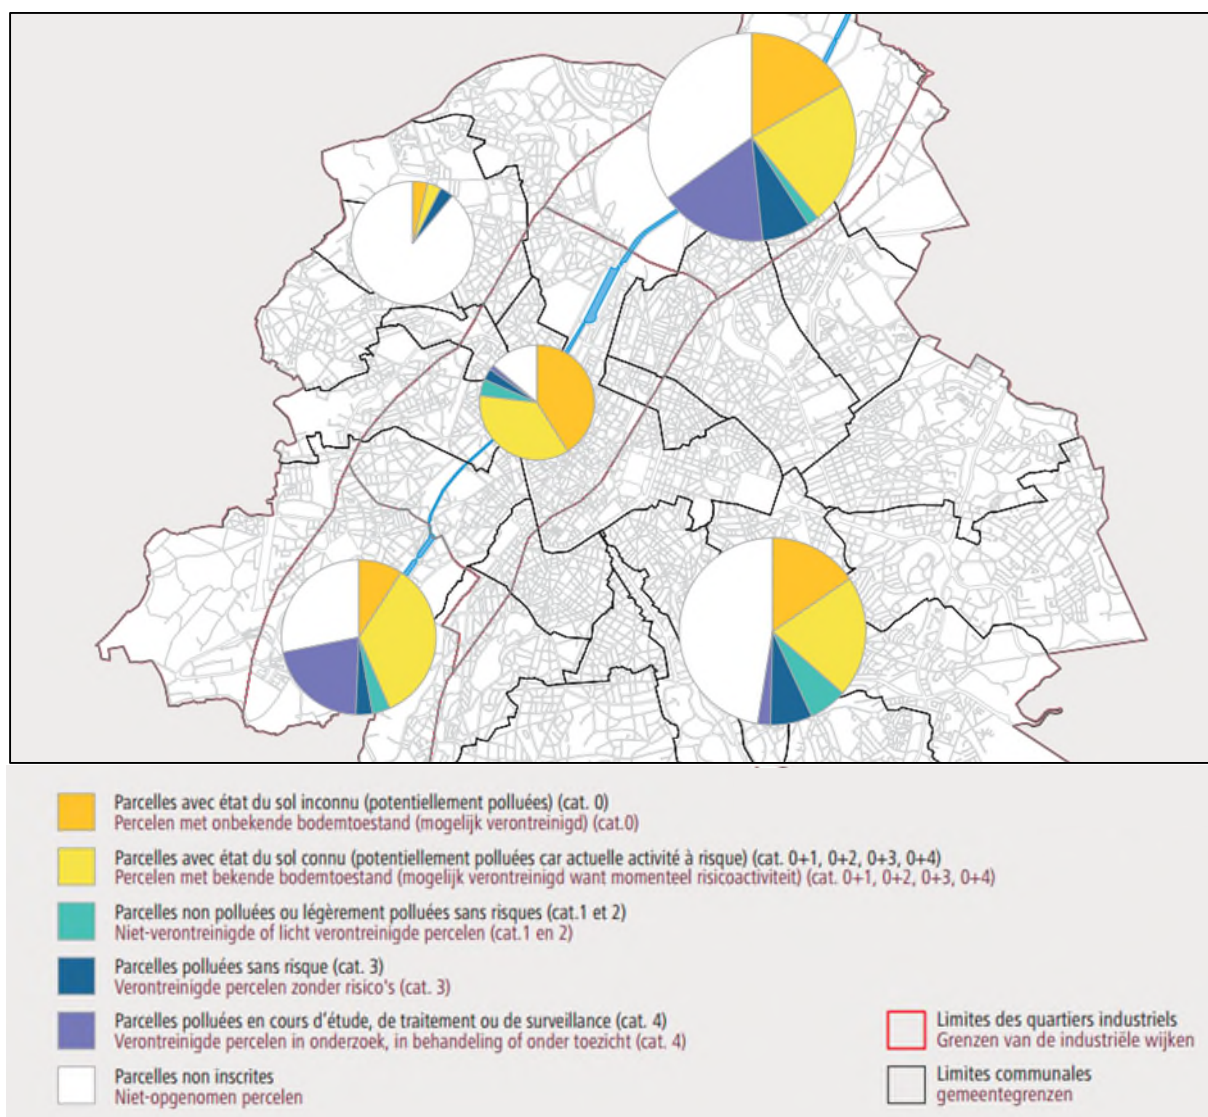 Parcelles avec état du sol inconnu (potentiellement polluées) (cat. 0)
Percelen met onbekende bodemtoestand (mogelijk verontreinigd) (cat.0)
Parcelles avec état du sol connu (potentiellement polluées car actuelle activité à risque) (cat. 0+1, 0+2, 0+3, 0+4)
Percelen met bekende bodemtoestand (mogelijk verontreinigd want momenteel risicoactiviteit) (cat. 0+1, 0+2, 0+3, 0+4)
Parcelles non polluées ou légèrement polluées sans risques (cat.1 et 2)
Niet-verontreinigde of licht verontreinigde percelen (cat.1 en 2)
Parcelles polluées sans risque (cat. 3)
Verontreinigde percelen zonder risico's (cat. 3)
Parcelles polluées en cours d'étude, de traitement ou de surveillance (cat. 4)
Verontreinigde percelen in onderzoek, in behandeling of onder toezicht (cat. 4)
Parcelles non inscrites
Niet-opgenomen percelen
Limites des quartiers industriels
Grenzen van de industriële wijken
Limites communales
gemeentegrenzen